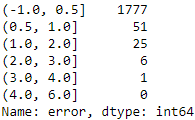 (-1.0, 0.5]    1777
(0.5, 1.0]       51
(1.0, 2.0]       25
(2.0, 3.0]        6
(3.0, 4.0]        1
(4.0, 6.0]        0
Name: error, dtype: int64